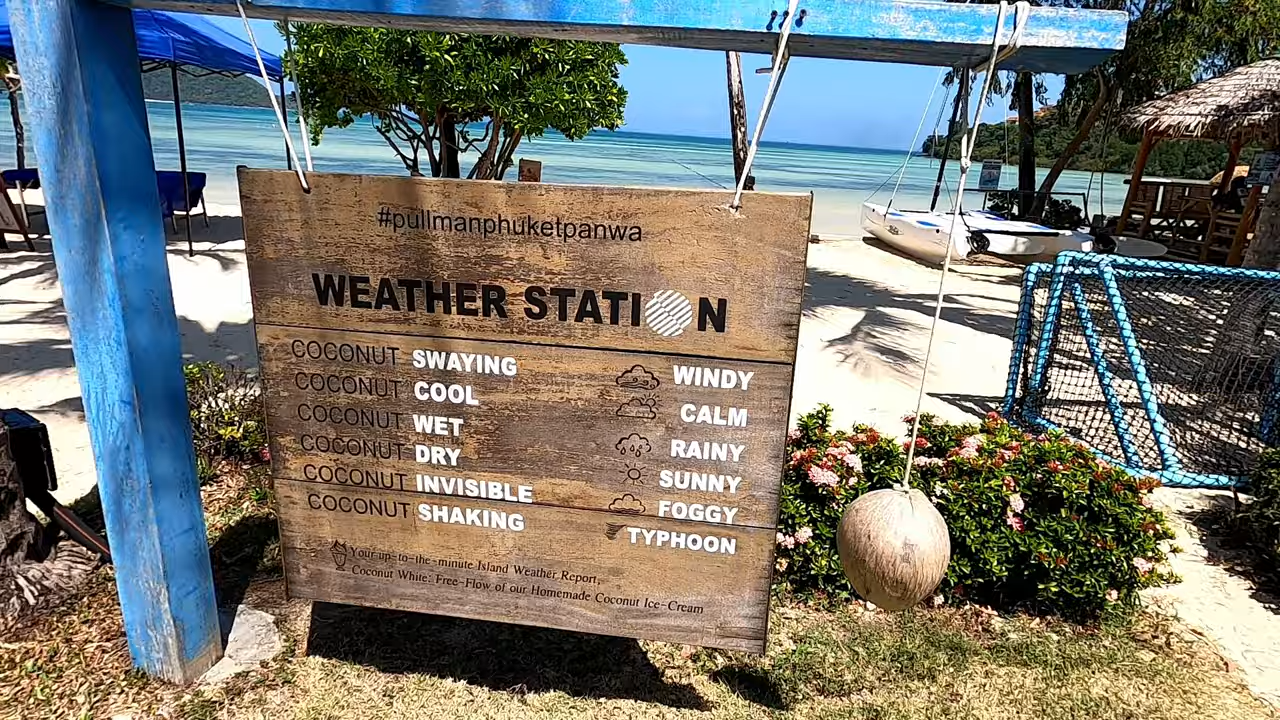 #pullmanphuketpanwa
WEATHER STATION
COCONUT SWAYING WINDY
COCONUT COOL CALM
COCONUT WET RAINY
COCONUT DRY SUNNY
COCONUT INVISIBLE FOGGY
COCONUT SHAKING TYPHOON
Your up-to-the-minute Island Weather Report,
Coconut White: Free-Flow of our Homemade Coconut Ice-Cream